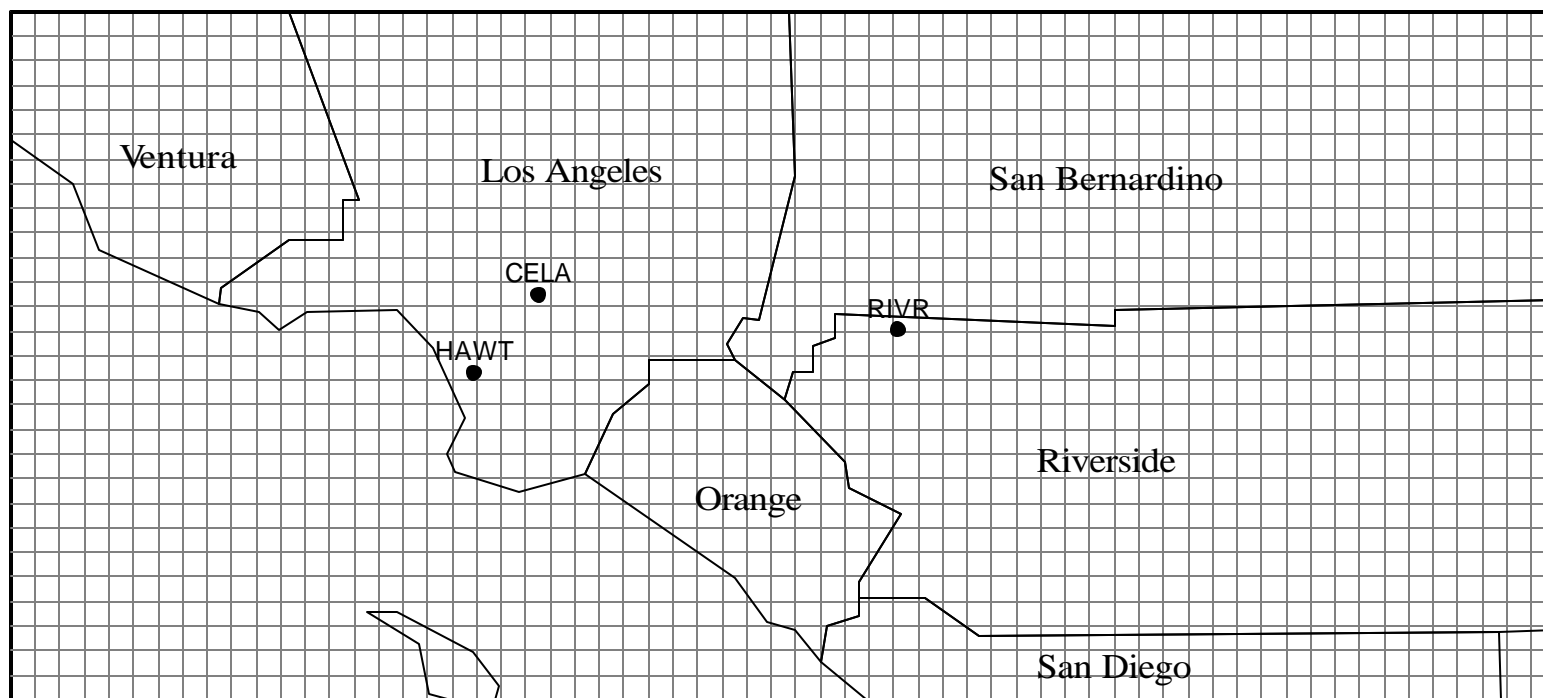 Ventura
Los Angeles
San Bernardino
CELA
RIVR
HAWT
Riverside
Orange
San Diego